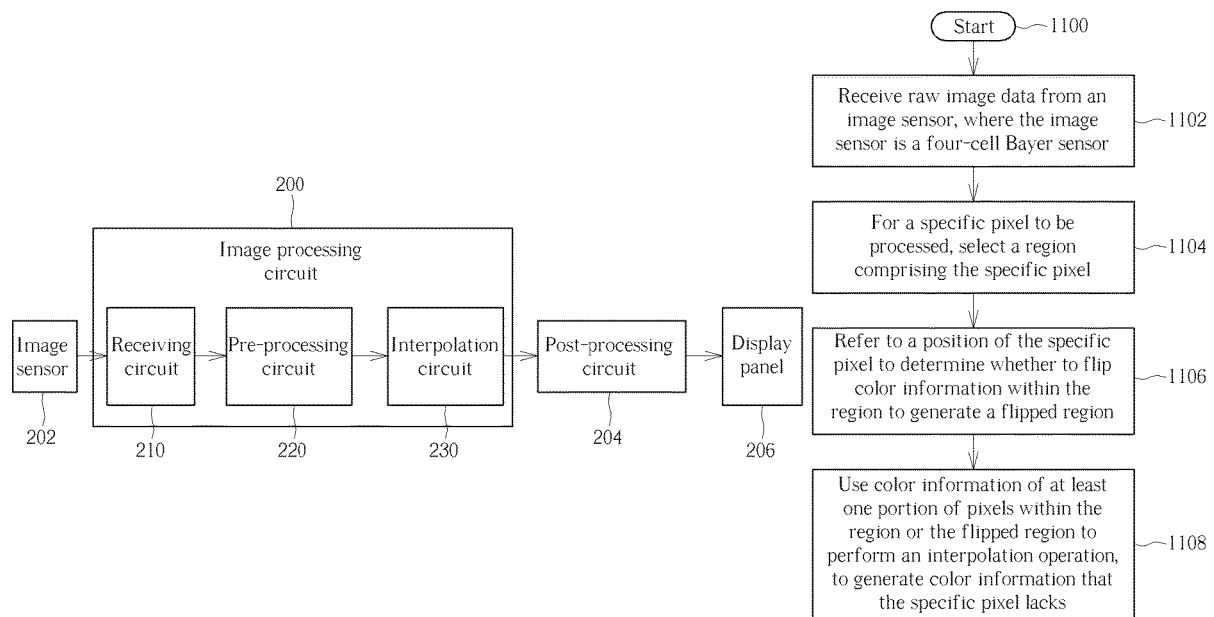 200
Image processing
circuit
Image
sensor
Receiving
circuit
Pre-processing
circuit
Interpolation
circuit
Post-processing
circuit
Display
panel
202
210
220
230
204
206
Start
1100
Receive raw image data from an
image sensor, where the image
sensor is a four-cell Bayer sensor
1102
For a specific pixel to be
processed, select a region
comprising the specific pixel
1104
Refer to a position of the specific
pixel to determine whether to flip
color information within the
region to generate a flipped region
1106
Use color information of at least
one portion of pixels within the
region or the flipped region to
perform an interpolation operation,
to generate color information that
the specific pixel lacks
1108